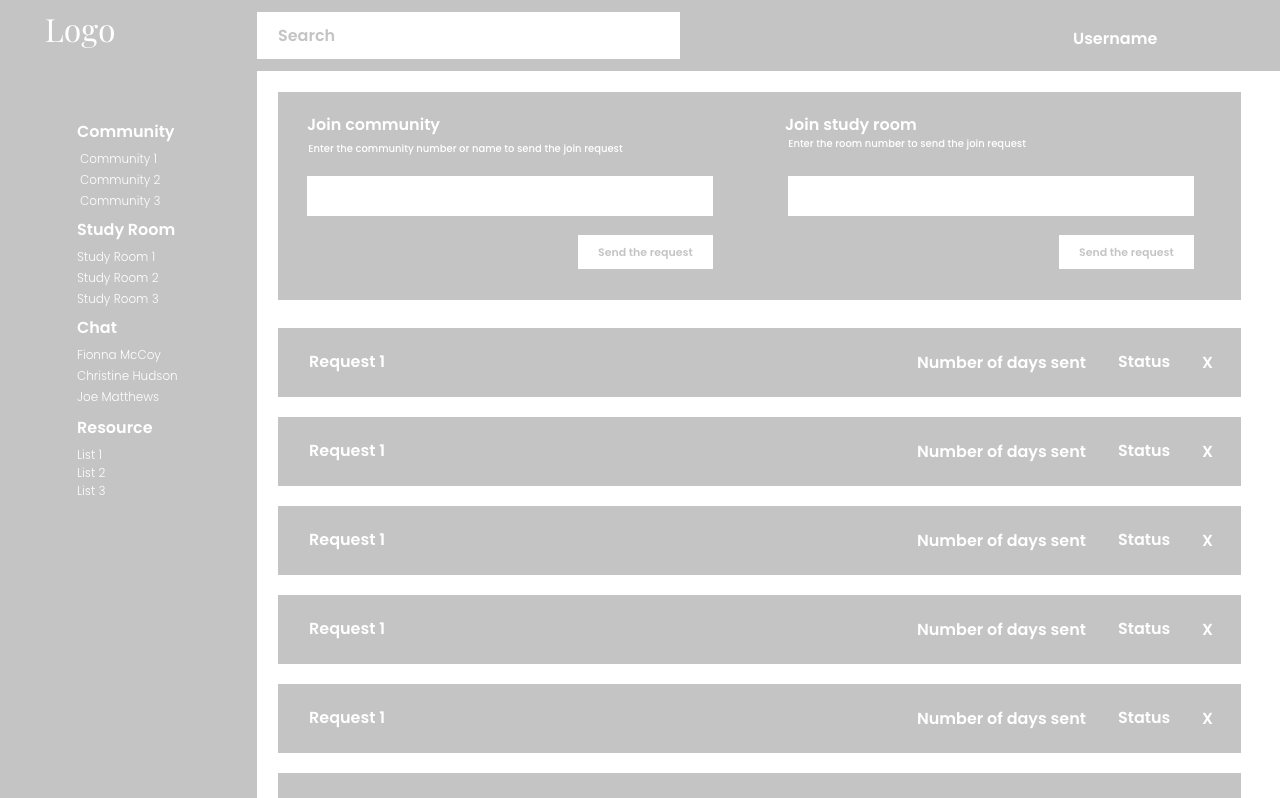 Logo
Search
Username
Community
Community 1
Community 2
Community 3
Study Room
Study Room 1
Study Room 2
Study Room 3
Chat
Fionna McCoy
Christine Hudson
Joe Matthews
Resource
List 1
List 2
List 3
Join community
Enter the community number or name to send the join request
Send the request
Join study room
Enter the room number to send the join request
Send the request
Request 1 Number of days sent Status X
Request 1 Number of days sent Status X
Request 1 Number of days sent Status X
Request 1 Number of days sent Status X
Request 1 Number of days sent Status X